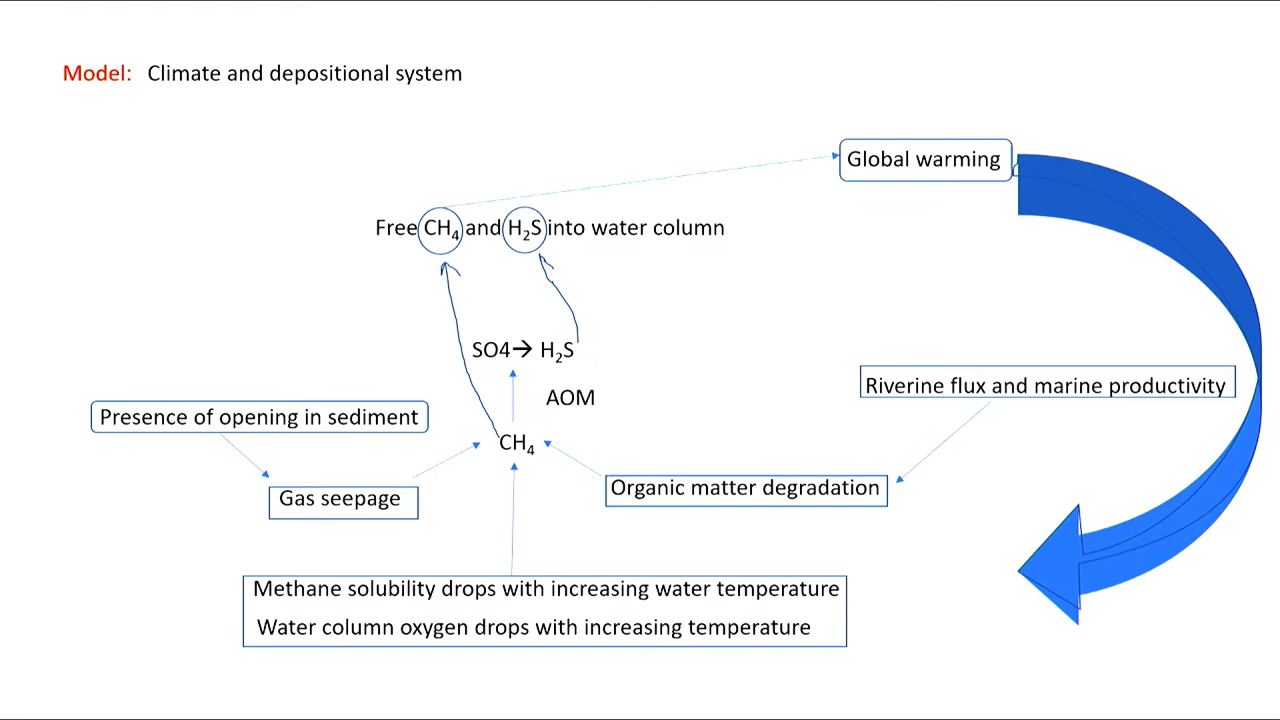 Model: Climate and depositional system
Global warming
Free CH₄ and H₂S into water column
SO4→ H₂S
Riverine flux and marine productivity
AOM
Presence of opening in sediment
CH₄
Organic matter degradation
Gas seepage
Methane solubility drops with increasing water temperature
Water column oxygen drops with increasing temperature